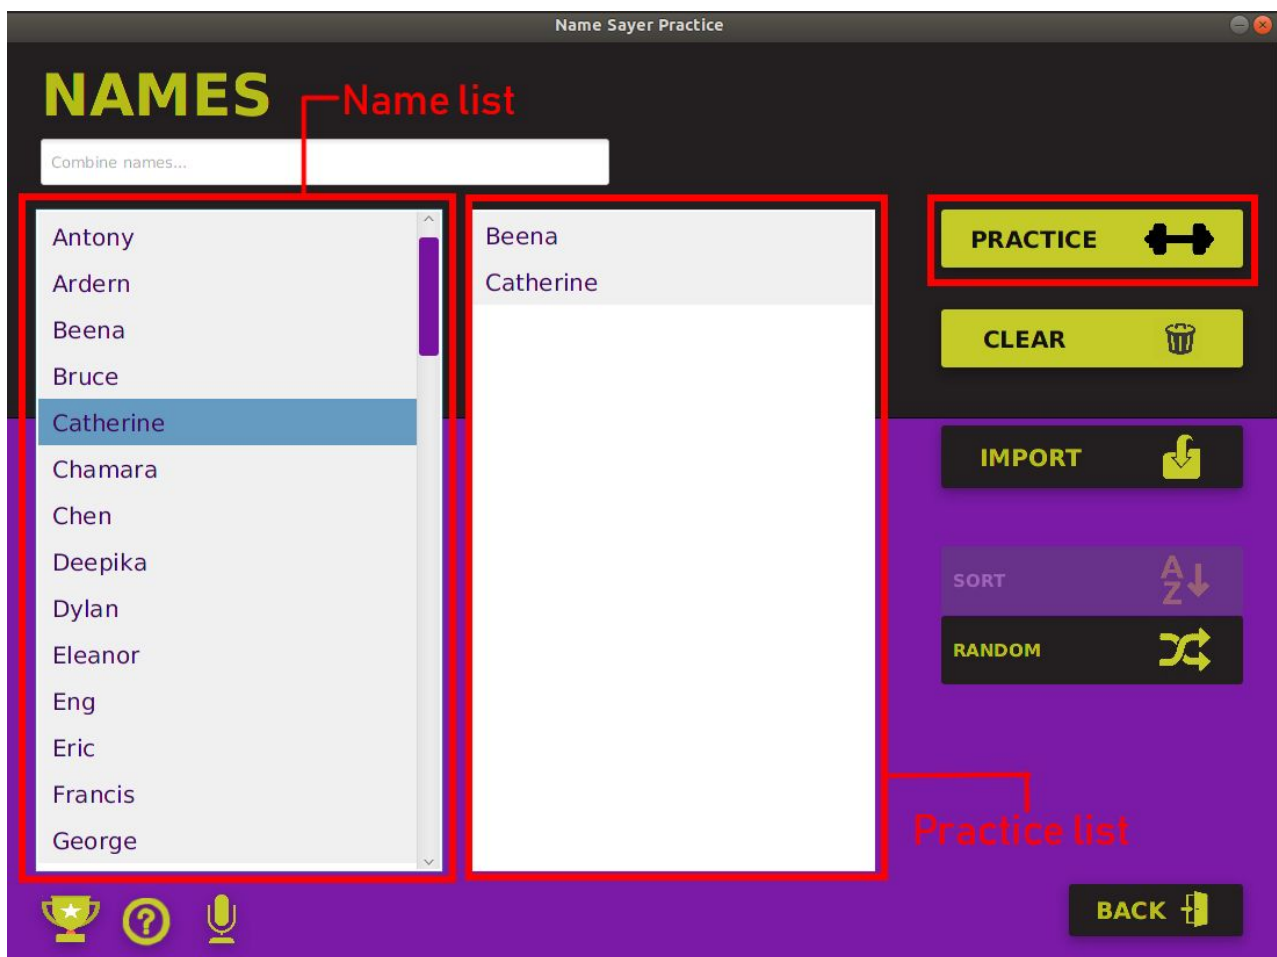 Name Sayer Practice
NAMES
Name list
Combine names...
Antony
Ardern
Beena
Bruce
Catherine
Chamara
Chen
Deepika
Dylan
Eleanor
Eng
Eric
Francis
George
Beena
Catherine
PRACTICE
CLEAR
IMPORT
SORT
A
Z
RANDOM
Practice list
?
BACK